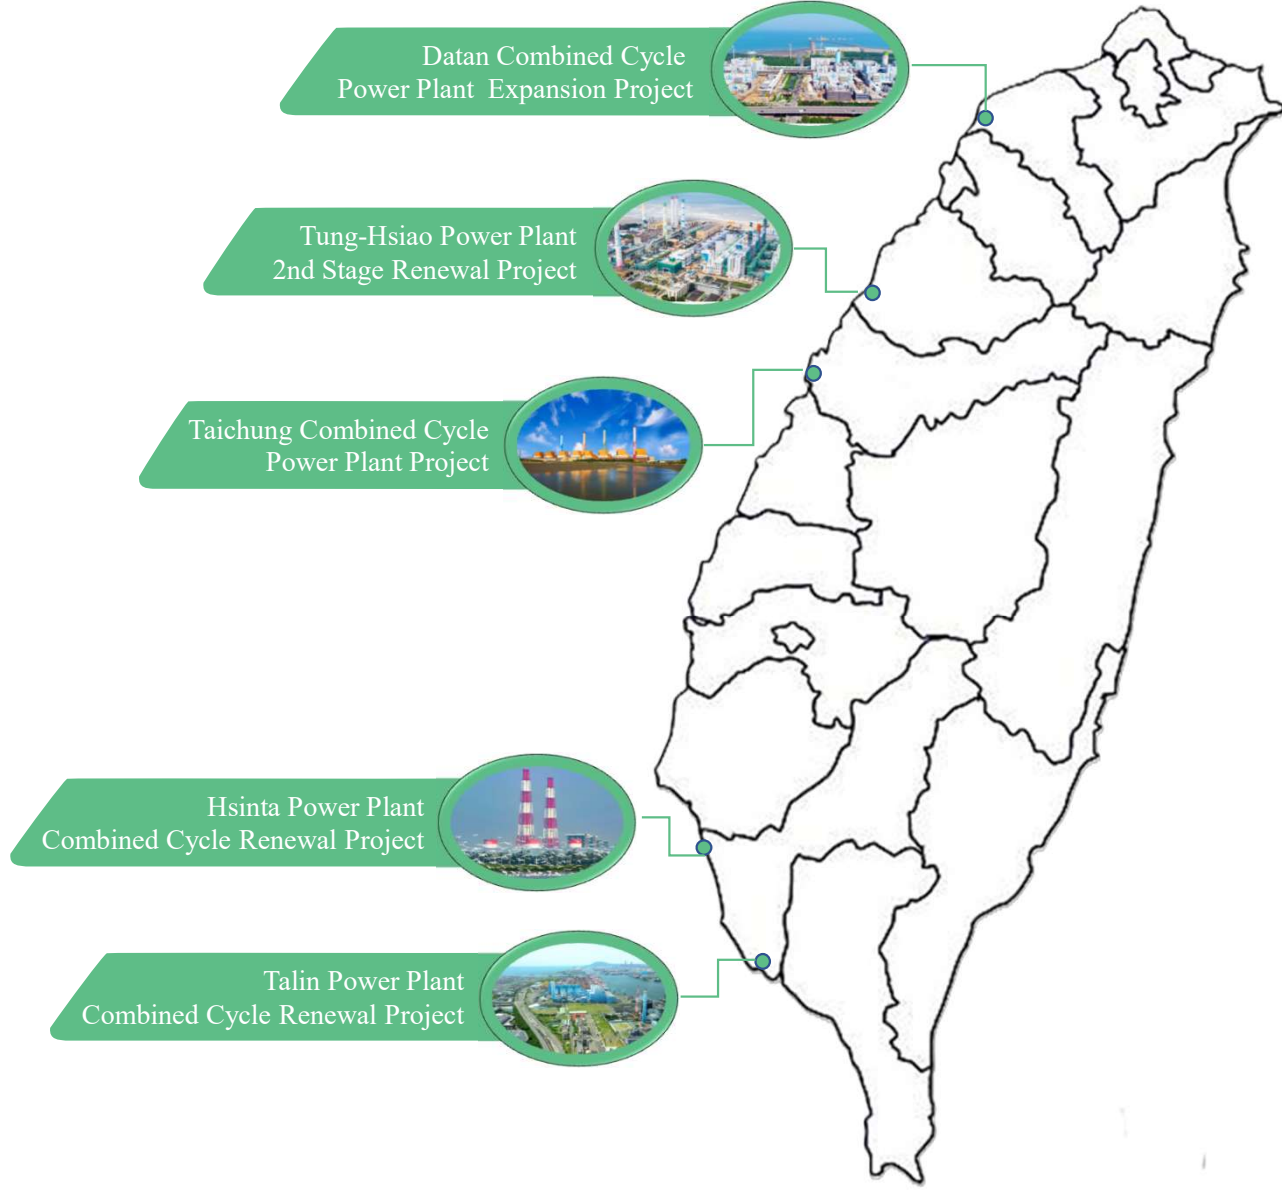 Datan Combined Cycle
Power Plant Expansion Project
Tung-Hsiao Power Plant
2nd Stage Renewal Project
Taichung Combined Cycle
Power Plant Project
Hsinta Power Plant
Combined Cycle Renewal Project
Talin Power Plant
Combined Cycle Renewal Project